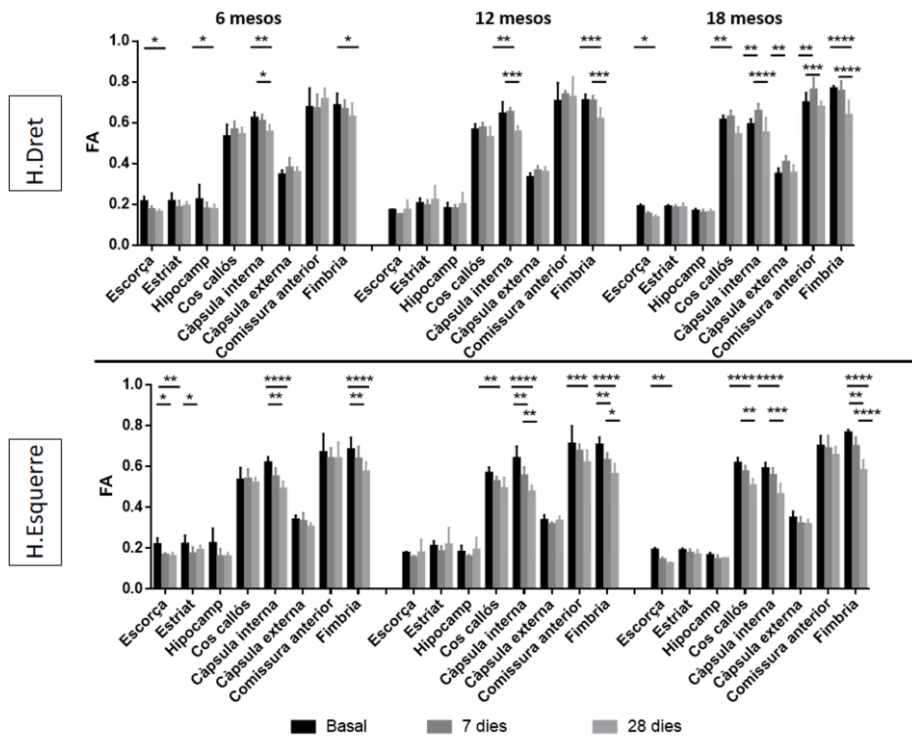 6 mesos 12 mesos 18 mesos
* * ** * ** *** * ** ** ** ** ****
* *** *** **** *** ****
H.Dret
FA
1.0
0.8
0.6
0.4
0.2
0.0
Escorça Estriat Hipocamp Cos callós Càpsula interna Càpsula externa Comissura anterior Fimbria Escorça Estriat Hipocamp Cos callós Càpsula interna Càpsula externa Comissura anterior Fimbria Escorça Estriat Hipocamp Cos callós Càpsula interna Càpsula externa Comissura anterior Fimbria
** **** **** ** **** *** **** ** **** **** ****
* * ** ** ** ** ** *** **
** * ****
H.Esquerre
FA
1.0
0.8
0.6
0.4
0.2
0.0
Escorça Estriat Hipocamp Cos callós Càpsula interna Càpsula externa Comissura anterior Fimbria Escorça Estriat Hipocamp Cos callós Càpsula interna Càpsula externa Comissura anterior Fimbria Escorça Estriat Hipocamp Cos callós Càpsula interna Càpsula externa Comissura anterior Fimbria
Basal 7 dies 28 dies